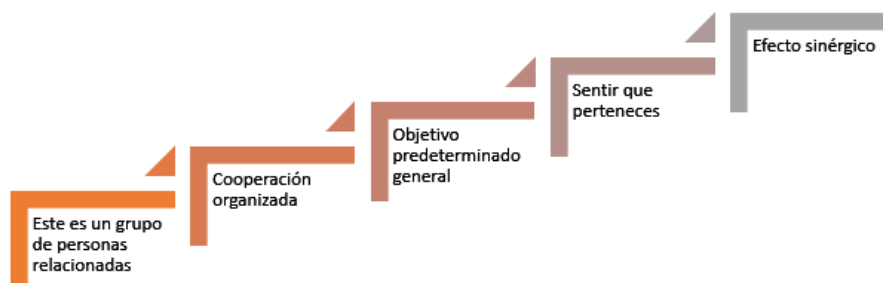 Este es un grupo
de personas
relacionadas
Cooperación
organizada
Objetivo
predeterminado
general
Sentir que
perteneces
Efecto sinérgico